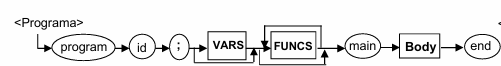 <Programa>
program id ; VARS FUNCS main Body end